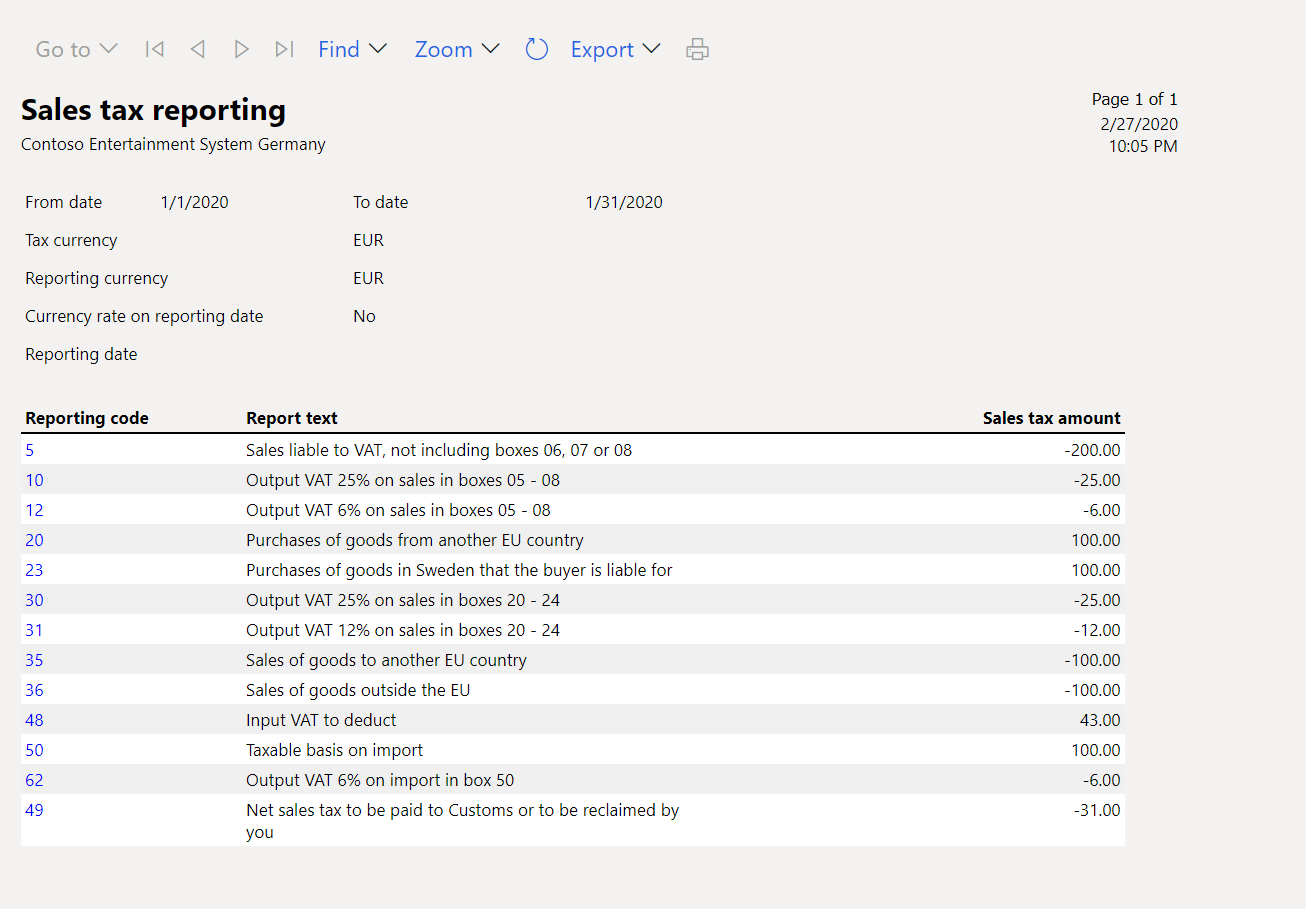 Go to Find Zoom Export
Sales tax reporting
Contoso Entertainment System Germany
Page 1 of 1
2/27/2020
10:05 PM
From date 1/1/2020 To date 1/31/2020
Tax currency EUR
Reporting currency EUR
Currency rate on reporting date No
Reporting date
Reporting code Report text Sales tax amount
5 Sales liable to VAT, not including boxes 06, 07 or 08 -200.00
10 Output VAT 25% on sales in boxes 05 - 08 -25.00
12 Output VAT 6% on sales in boxes 05 - 08 -6.00
20 Purchases of goods from another EU country 100.00
23 Purchases of goods in Sweden that the buyer is liable for 100.00
30 Output VAT 25% on sales in boxes 20 - 24 -25.00
31 Output VAT 12% on sales in boxes 20 - 24 -12.00
35 Sales of goods to another EU country -100.00
36 Sales of goods outside the EU -100.00
48 Input VAT to deduct 43.00
50 Taxable basis on import 100.00
62 Output VAT 6% on import in box 50 -6.00
49 Net sales tax to be paid to Customs or to be reclaimed by -31.00
you